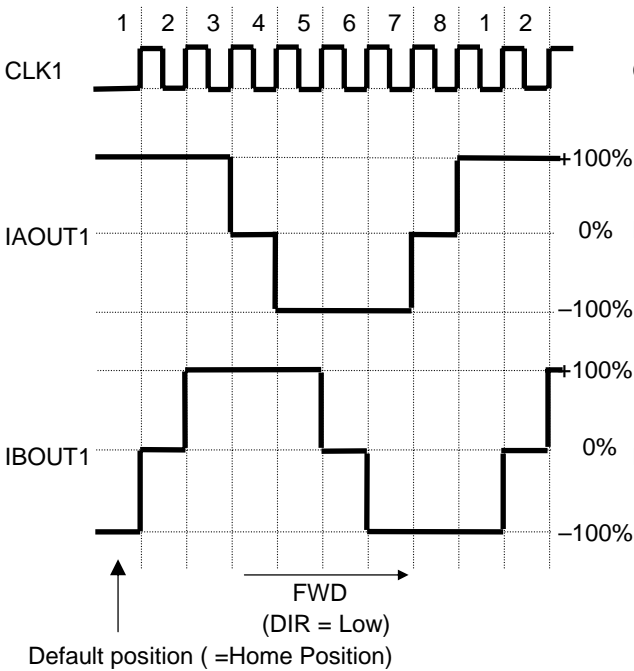 1 2 3 4 5 6 7 8 1 2
CLK1
+100%
IAOUT1
0%
–100%
+100%
IBOUT1
0%
–100%
FWD
(DIR = Low)
Default position ( =Home Position)